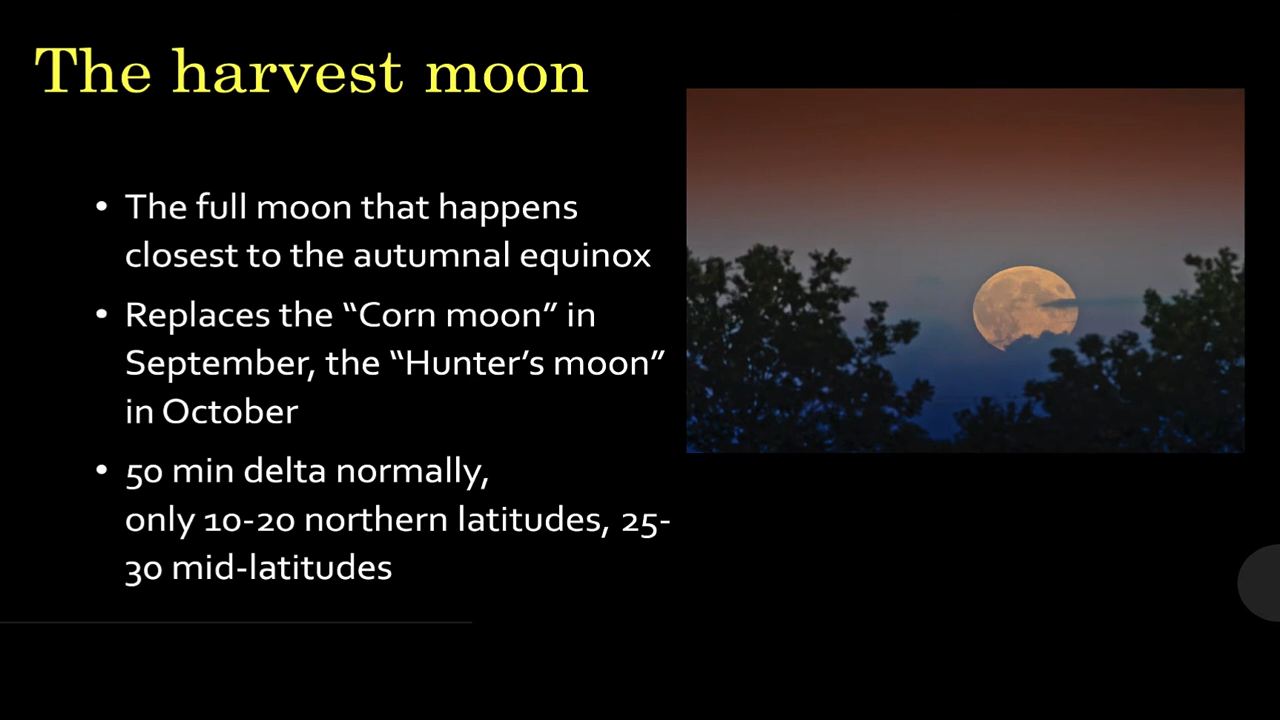 The harvest moon
• The full moon that happens
closest to the autumnal equinox
• Replaces the “Corn moon” in
September, the “Hunter’s moon”
in October
• 50 min delta normally,
only 10-20 northern latitudes, 25-
30 mid-latitudes